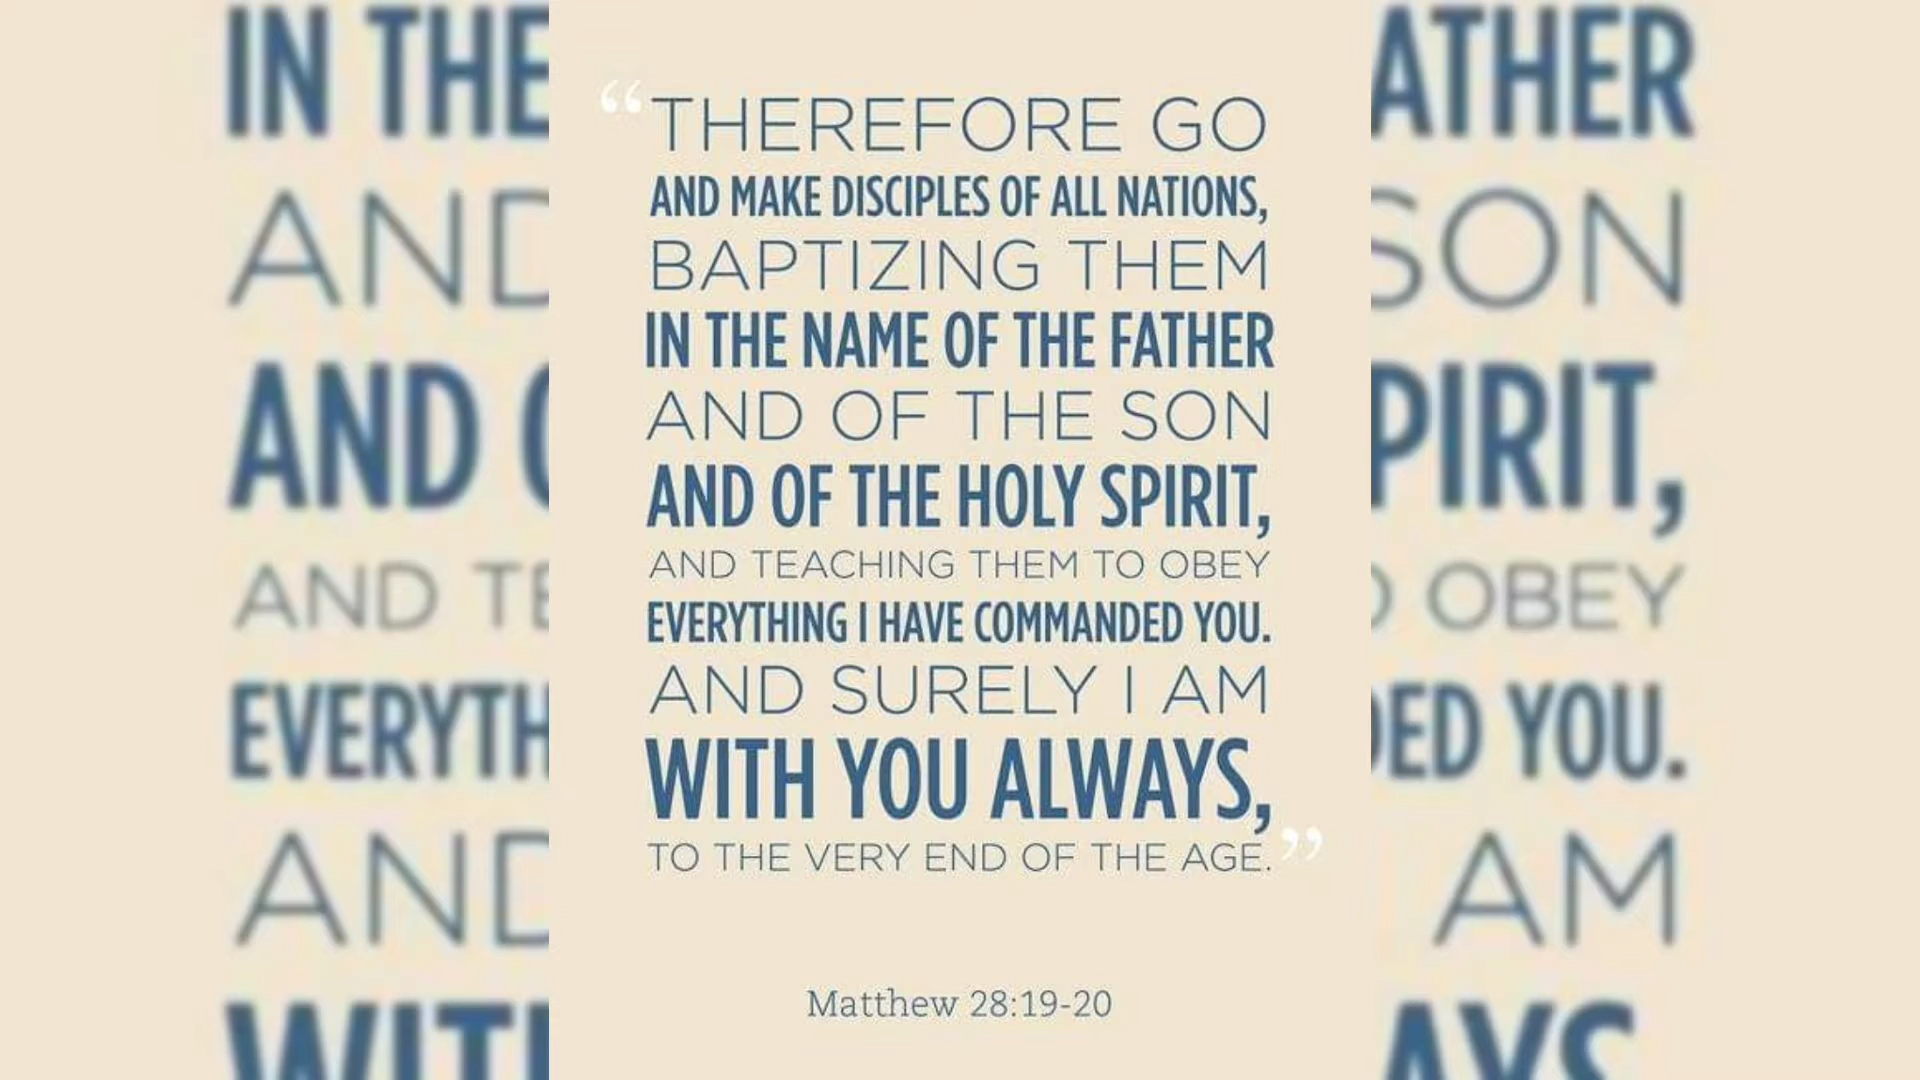 “THEREFORE GO
AND MAKE DISCIPLES OF ALL NATIONS,
BAPTIZING THEM
IN THE NAME OF THE FATHER
AND OF THE SON
AND OF THE HOLY SPIRIT,
AND TEACHING THEM TO OBEY
EVERYTHING I HAVE COMMANDED YOU.
AND SURELY I AM
WITH YOU ALWAYS,
TO THE VERY END OF THE AGE.”
Matthew 28:19-20